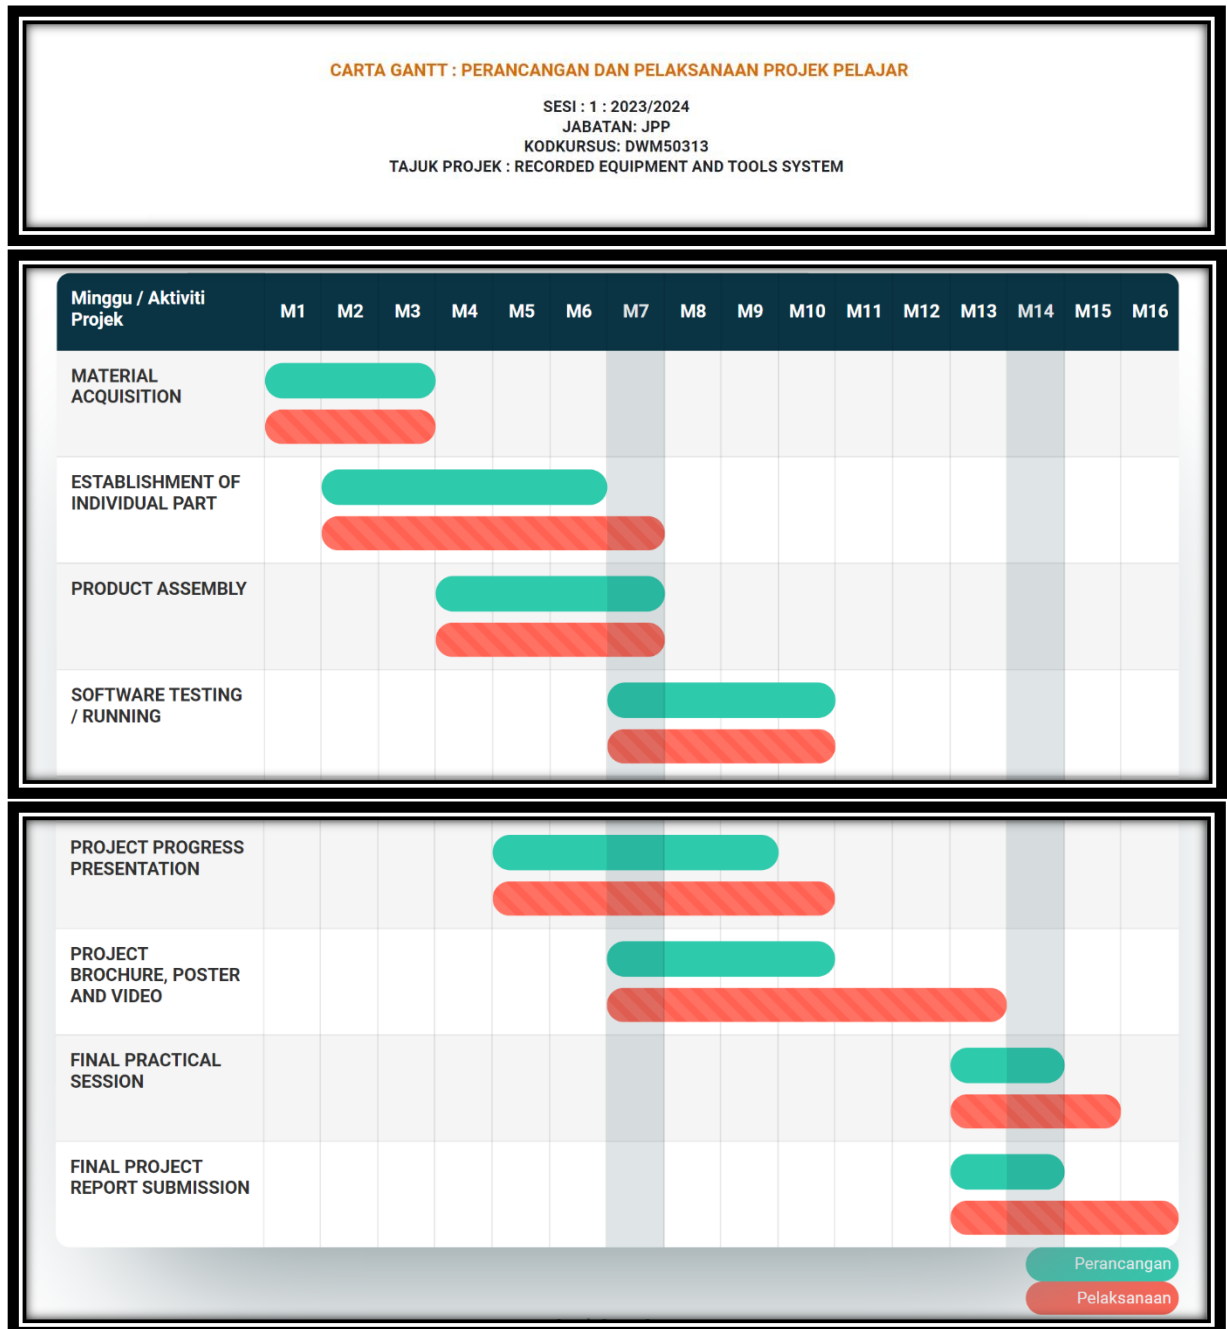 CARTA GANTT : PERANCANGAN DAN PELAKSANAAN PROJEK PELAJAR
SESI : 1 : 2023/2024
JABATAN: JPP
KODKURSUS: DWM50313
TAJUK PROJEK : RECORDED EQUIPMENT AND TOOLS SYSTEM
Minggu / Aktiviti
Projek
M1 M2 M3 M4 M5 M6 M7 M8 M9 M10 M11 M12 M13 M14 M15 M16
MATERIAL
ACQUISITION
ESTABLISHMENT OF
INDIVIDUAL PART
PRODUCT ASSEMBLY
SOFTWARE TESTING
/ RUNNING
PROJECT PROGRESS
PRESENTATION
PROJECT
BROCHURE, POSTER
AND VIDEO
FINAL PRACTICAL
SESSION
FINAL PROJECT
REPORT SUBMISSION
Perancangan
Pelaksanaan